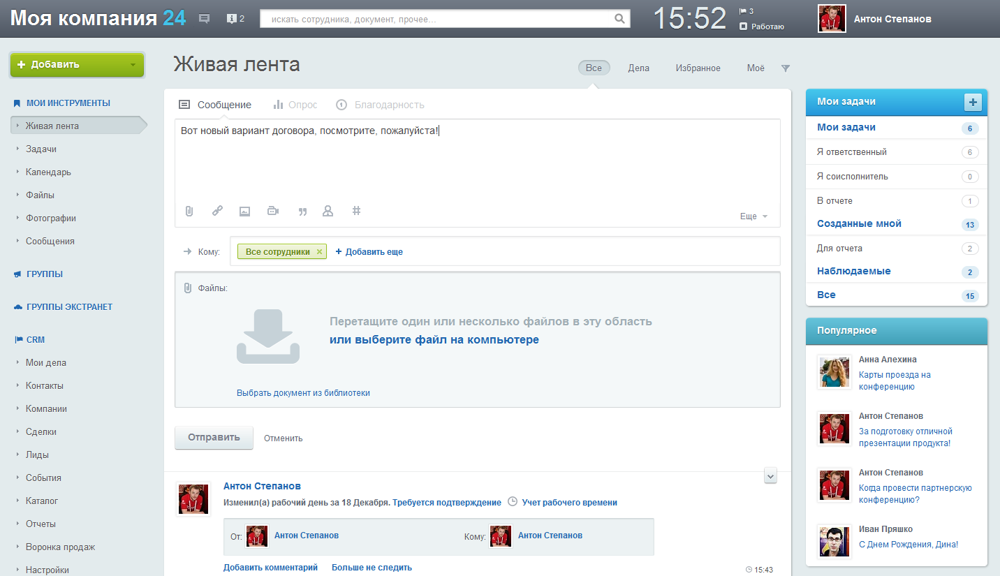 Моя компания 24
2
искать сотрудника, документ, прочее...
15:52
3
Работаю
Антон Степанов
Добавить
МОИ ИНСТРУМЕНТЫ
Живая лента
Задачи
Календарь
Файлы
Фотографии
Сообщения
ГРУППЫ
ГРУППЫ ЭКСТРАНЕТ
CRM
Мои дела
Контакты
Компании
Сделки
Лиды
События
Каталог
Отчеты
Воронка продаж
Настройки
Живая лента
Все Дела Избранное Моё
Сообщение Опрос Благодарность
Вот новый вариант договора, посмотрите, пожалуйста!
Еще
Кому: Все сотрудники × + Добавить еще
Файлы:
Перетащите один или несколько файлов в эту область
или выберите файл на компьютере
Выбрать документ из библиотеки
Отправить Отменить
Антон Степанов
Изменил(а) рабочий день за 18 Декабря. Требуется подтверждение Учет рабочего времени
От: Антон Степанов Кому: Антон Степанов
Добавить комментарий Больше не следить 15:43
Мои задачи +
Мои задачи 6
Я ответственный 6
Я соисполнитель 0
В отчете 1
Созданные мной 13
Для отчета 2
Наблюдаемые 2
Все 15
Популярное
Анна Алехина
Карты проезда на
конференцию
Антон Степанов
За подготовку отличной
презентации продукта!
Антон Степанов
Когда провести партнерскую
конференцию?
Иван Пряшко
С Днем Рождения, Дина!